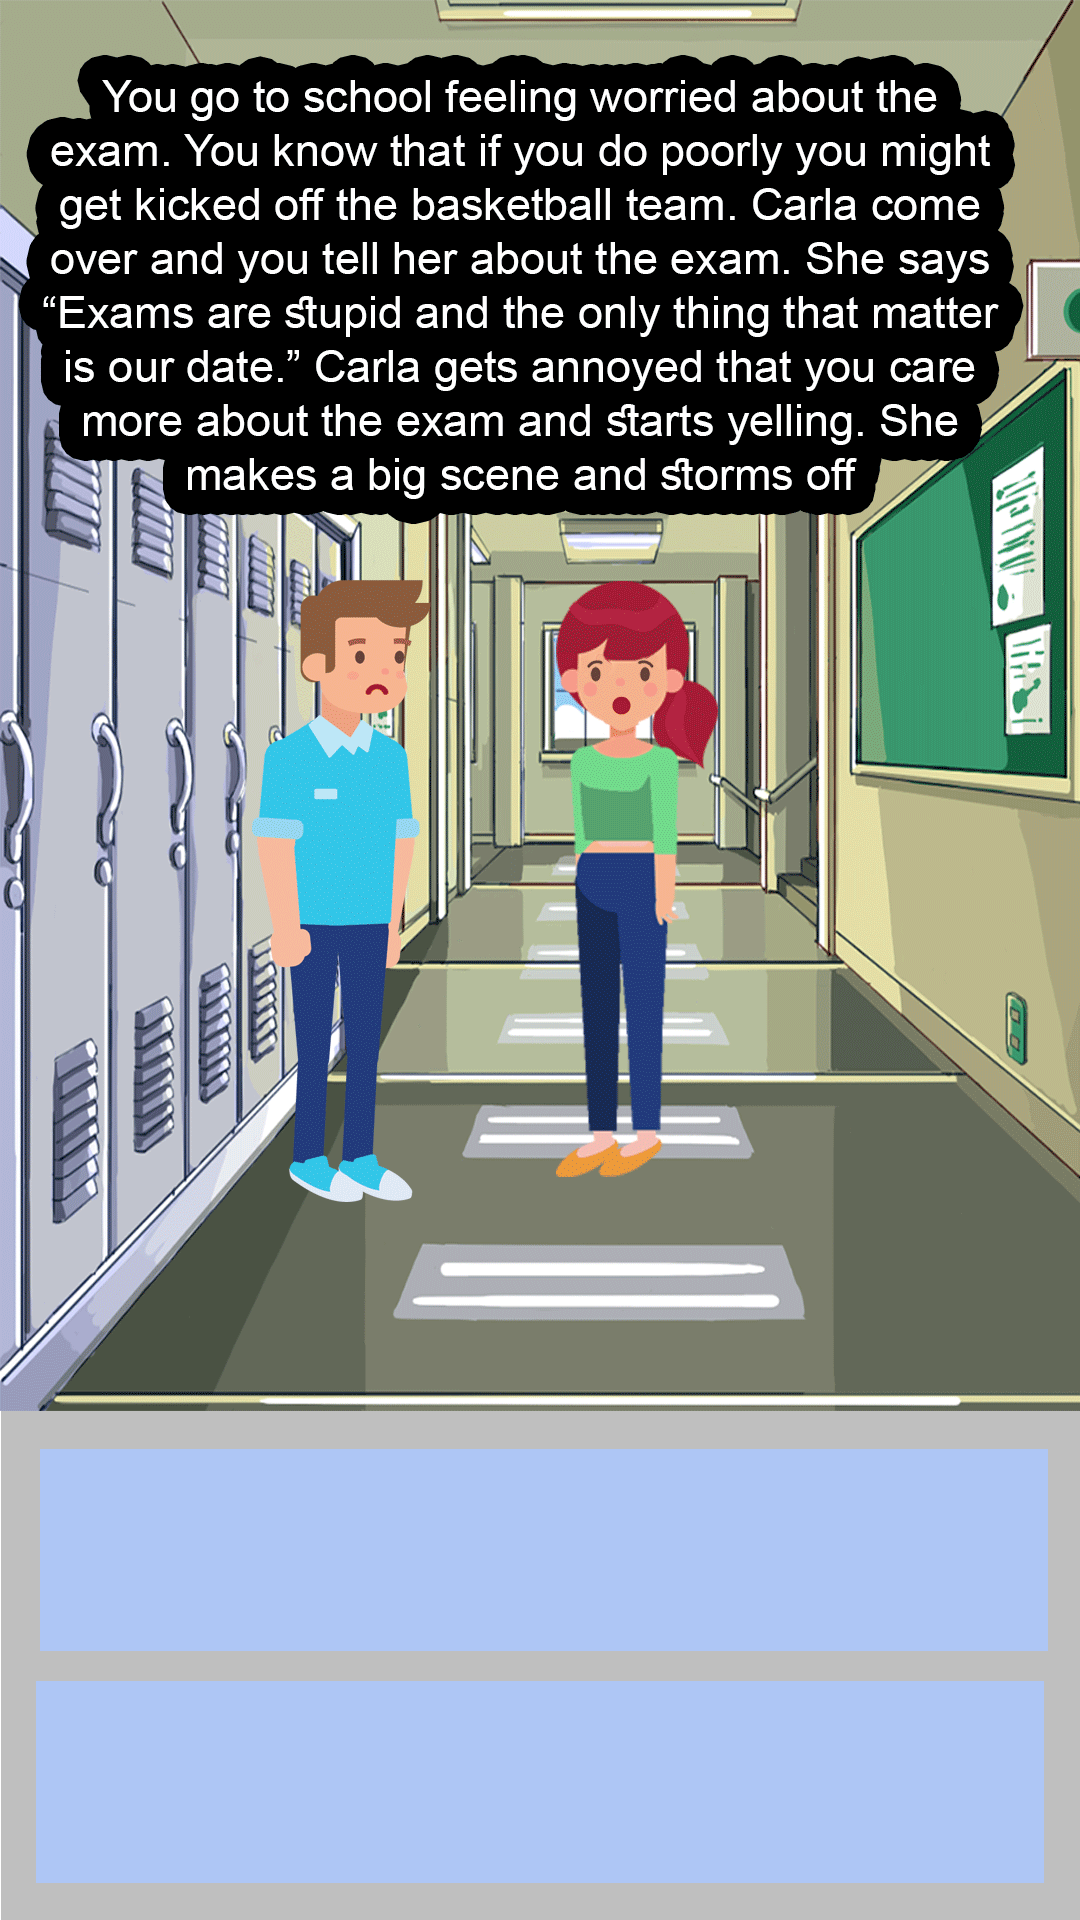 You go to school feeling worried about the
exam. You know that if you do poorly you might
get kicked off the basketball team. Carla come
over and you tell her about the exam. She says
“Exams are stupid and the only thing that matter
is our date.” Carla gets annoyed that you care
more about the exam and starts yelling. She
makes a big scene and storms off